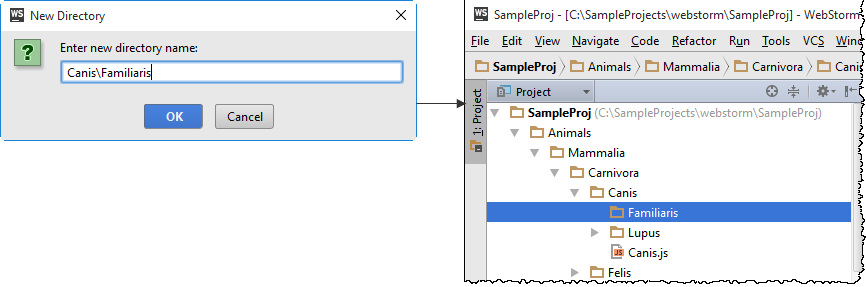 WS New Directory
Enter new directory name:
Canis\Familiaris
OK Cancel
WS SampleProj - [C:\SampleProjects\webstorm\SampleProj] - WebStorm
File Edit View Navigate Code Refactor Run Tools VCS
SampleProj Animals Mammalia Carnivora Canis
1: Project
Project
SampleProj (C:\SampleProjects\webstorm\SampleProj)
Animals
Mammalia
Carnivora
Canis
Familiaris
Lupus
JS Canis.js
Felis